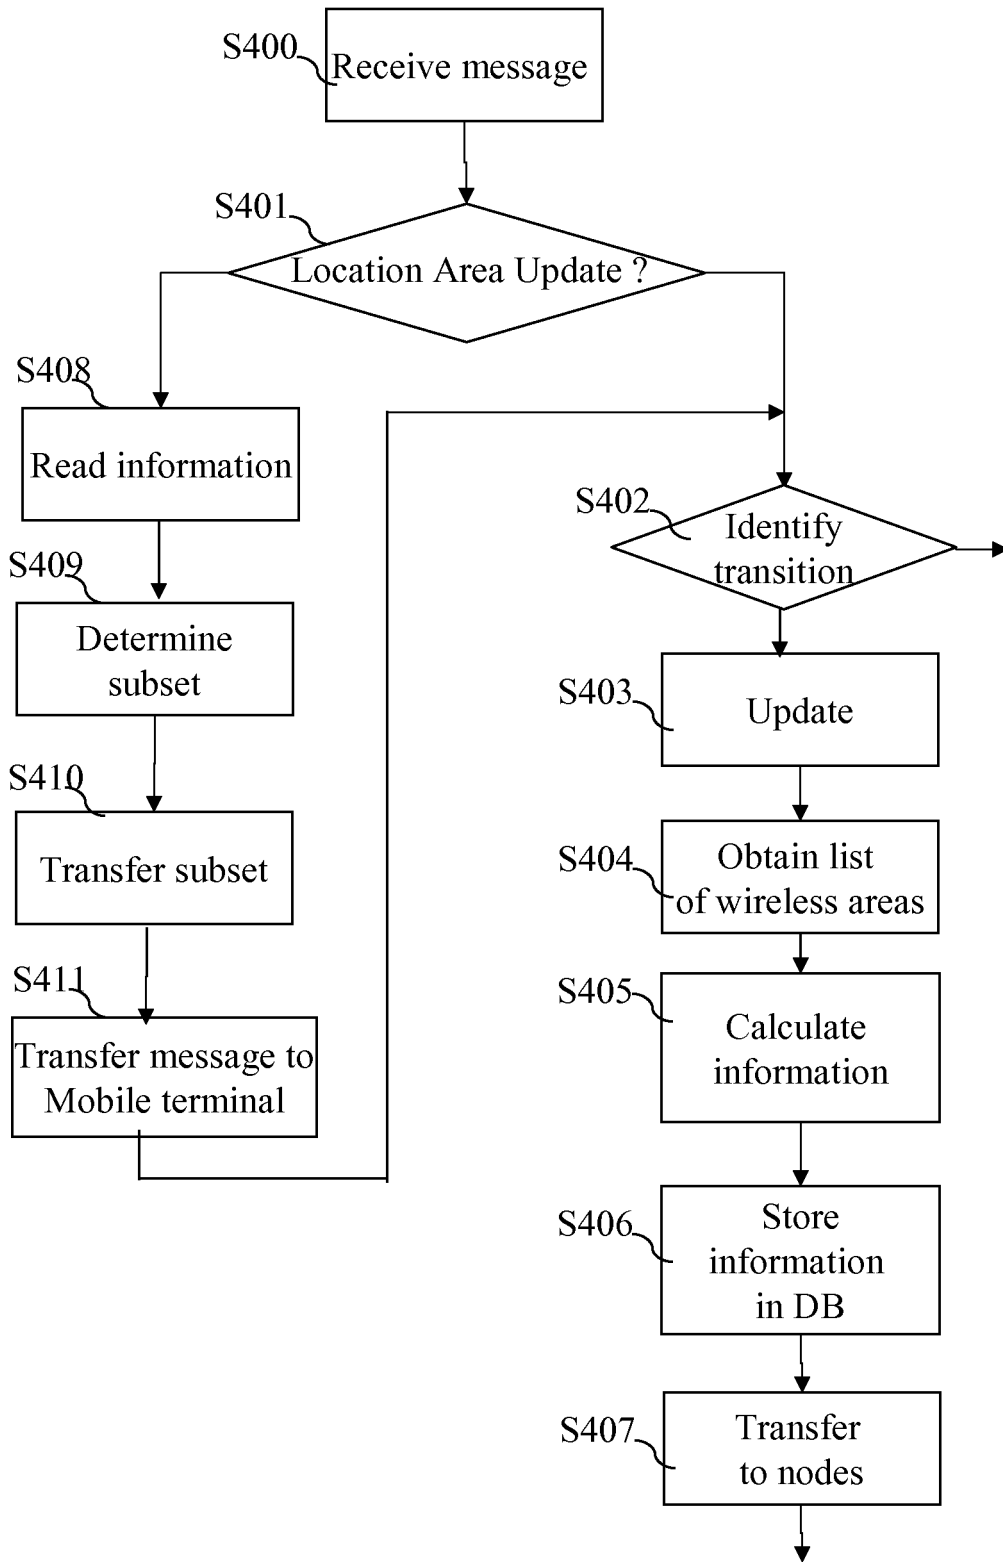 S400
Receive message
S401
Location Area Update ?
S408
Read information
S402
Identify
transition
S409
Determine
subset
S403
Update
S410
Transfer subset
S404
Obtain list
of wireless areas
S411
Transfer message to
Mobile terminal
S405
Calculate
information
S406
Store
information
in DB
S407
Transfer
to nodes